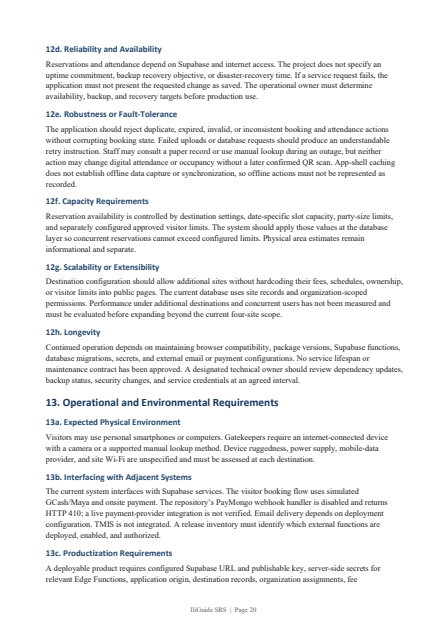 12d. Reliability and Availability
Reservations and attendance depend on Supabase and internet access. The project does not specify an
uptime commitment, backup recovery objective, or disaster-recovery time. If a service request fails, the
application must not present the requested change as saved. The operational owner must determine
availability, backup, and recovery targets before production use.
12e. Robustness or Fault-Tolerance
The application should reject duplicate, expired, invalid, or inconsistent booking and attendance actions
without corrupting booking state. Failed uploads or database requests should produce an understandable
retry instruction. Staff may consult a paper record or use manual lookup during an outage, but neither
action may change digital attendance or occupancy without a later confirmed QR scan. App-shell caching
does not establish offline data capture or synchronization, so offline actions must not be represented as
recorded.
12f. Capacity Requirements
Reservation availability is controlled by destination settings, date-specific slot capacity, party-size limits,
and separately configured approved visitor limits. The system should apply those values at the database
layer so concurrent reservations cannot exceed configured limits. Physical area estimates remain
informational and separate.
12g. Scalability or Extensibility
Destination configuration should allow additional sites without hardcoding their fees, schedules, ownership,
or visitor limits into public pages. The current database uses site records and organization-scoped
permissions. Performance under additional destinations and concurrent users has not been measured and
must be evaluated before expanding beyond the current four-site scope.
12h. Longevity
Continued operation depends on maintaining browser compatibility, package versions, Supabase functions,
database migrations, secrets, and external email or payment configurations. No service lifespan or
maintenance contract has been approved. A designated technical owner should review dependency updates,
backup status, security changes, and service credentials at an agreed interval.
13. Operational and Environmental Requirements
13a. Expected Physical Environment
Visitors may use personal smartphones or computers. Gatekeepers require an internet-connected device
with a camera or a supported manual lookup method. Device ruggedness, power supply, mobile-data
provider, and site Wi-Fi are unspecified and must be assessed at each destination.
13b. Interfacing with Adjacent Systems
The current system interfaces with Supabase services. The visitor booking flow uses simulated
GCash/Maya and onsite payment. The repository's PayMongo webhook handler is disabled and returns
HTTP 410; a live payment-provider integration is not verified. Email delivery depends on deployment
configuration. TMIS is not integrated. A release inventory must identify which external functions are
deployed, enabled, and authorized.
13c. Productization Requirements
A deployable product requires configured Supabase URL and publishable key, server-side secrets for
relevant Edge Functions, application origin, destination records, organization assignments, fee
IliGuide SRS | Page 20